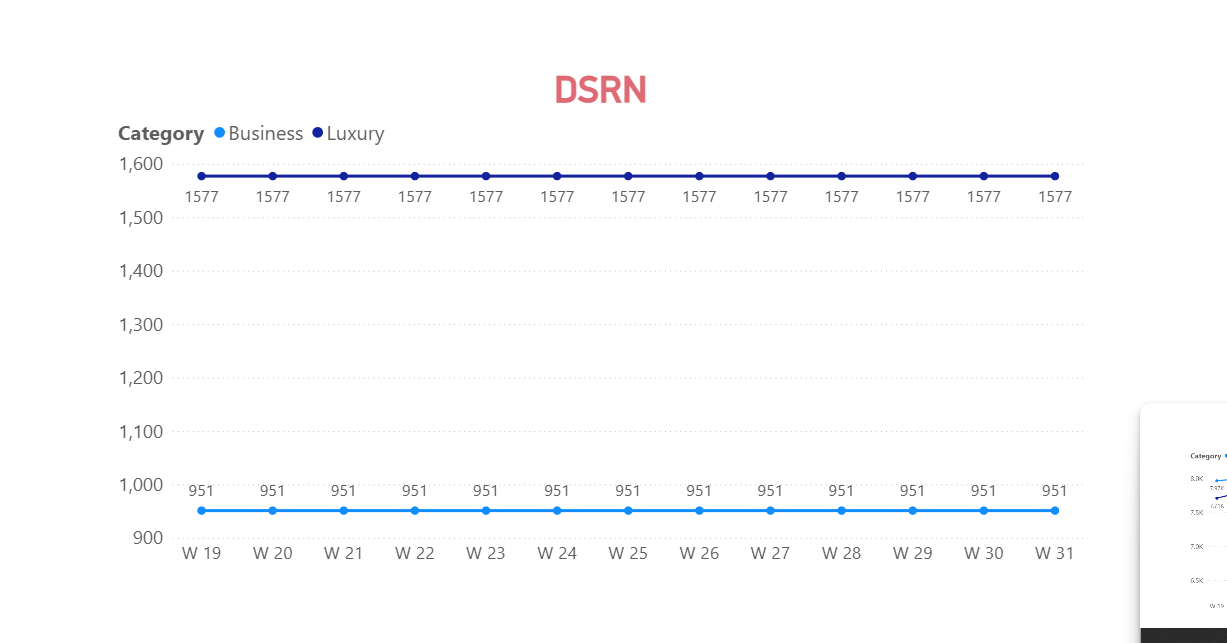 DSRN
Category Business Luxury
1,600
1577 1577 1577 1577 1577 1577 1577 1577 1577 1577 1577 1577 1577
1,500
1,400
1,300
1,200
1,100
1,000
951 951 951 951 951 951 951 951 951 951 951 951 951
900
W 19 W 20 W 21 W 22 W 23 W 24 W 25 W 26 W 27 W 28 W 29 W 30 W 31
Category
8.0K
7.97K
7.5K
7.0K
6.5K
W 19